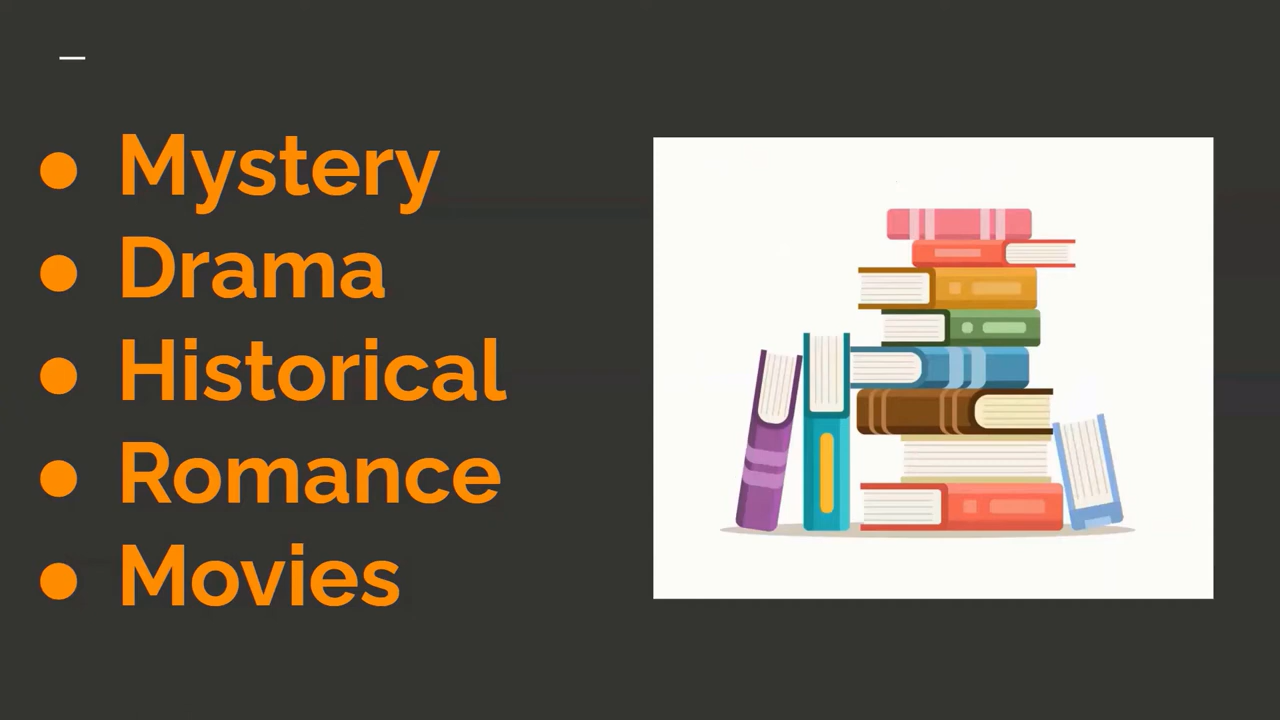 ● Mystery
● Drama
● Historical
● Romance
● Movies